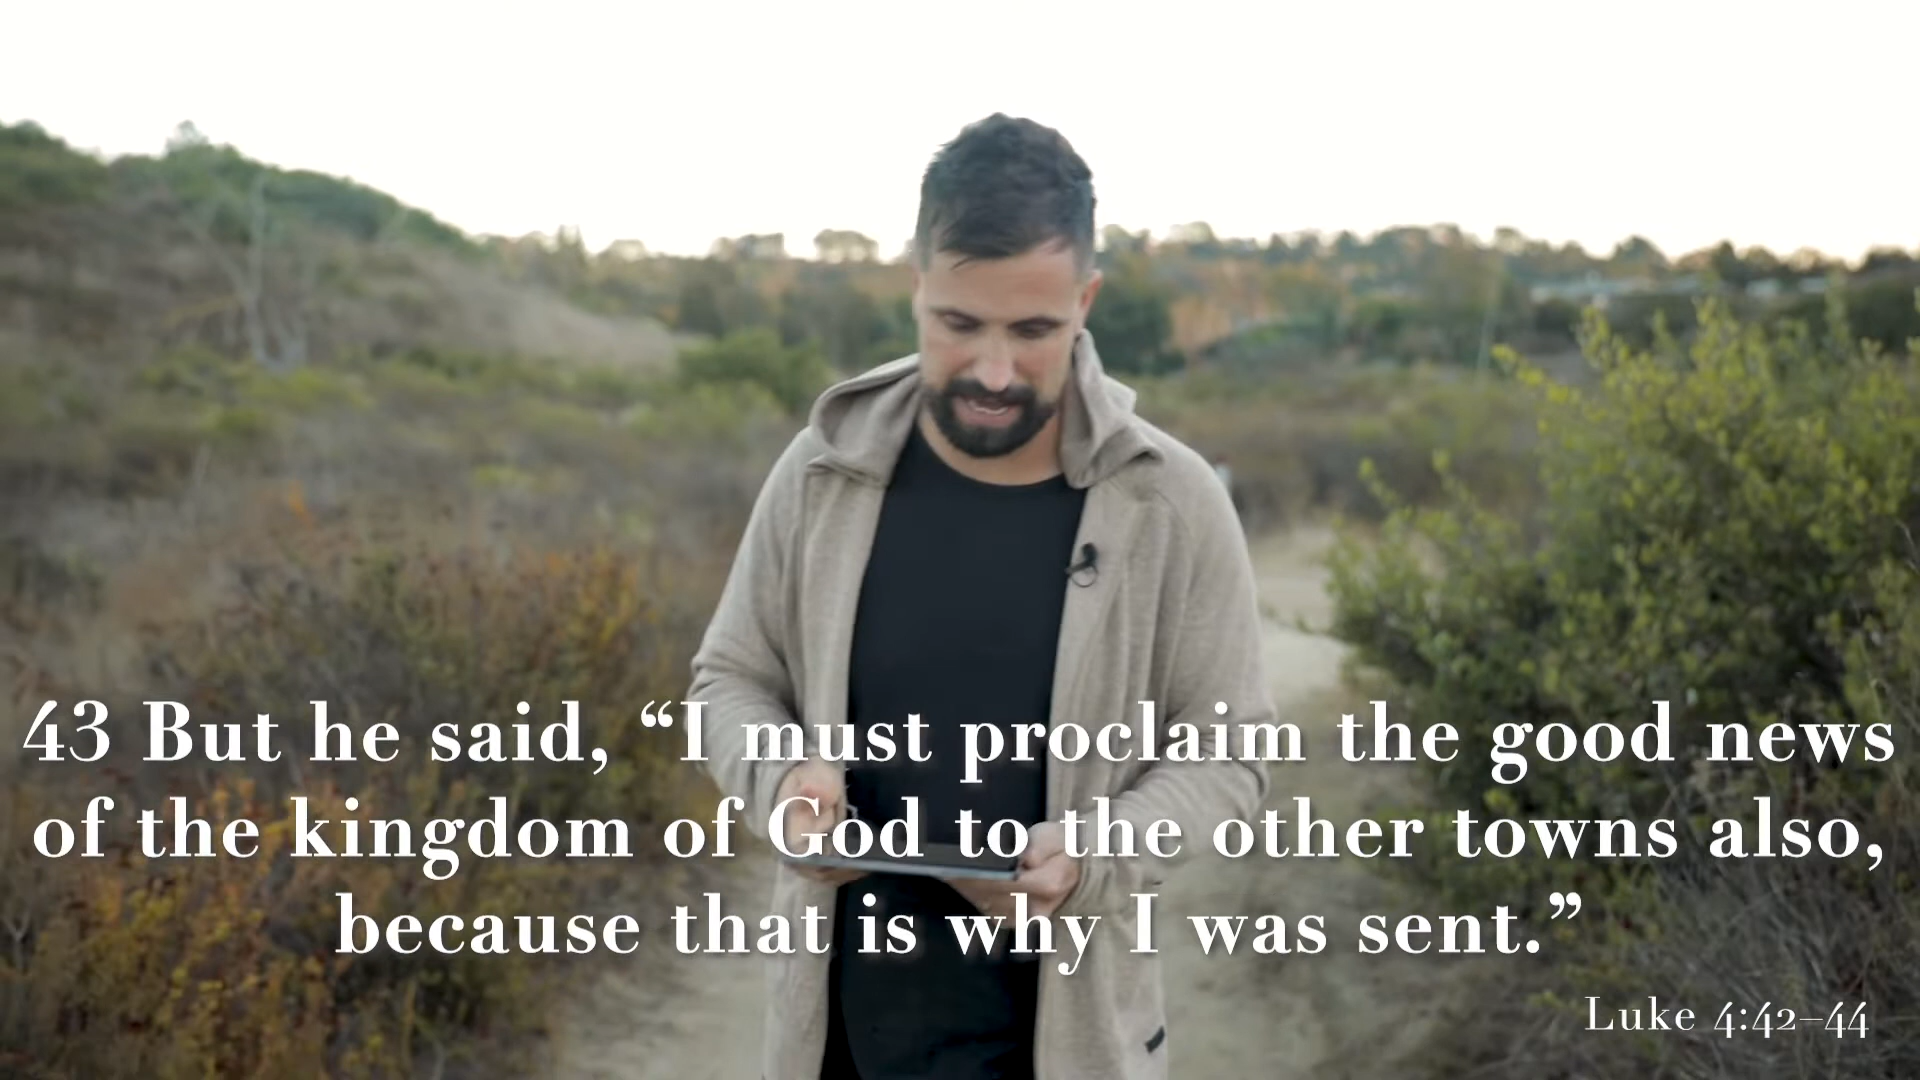 43 But he said, “I must proclaim the good news
of the kingdom of God to the other towns also,
because that is why I was sent.”
Luke 4:42–44